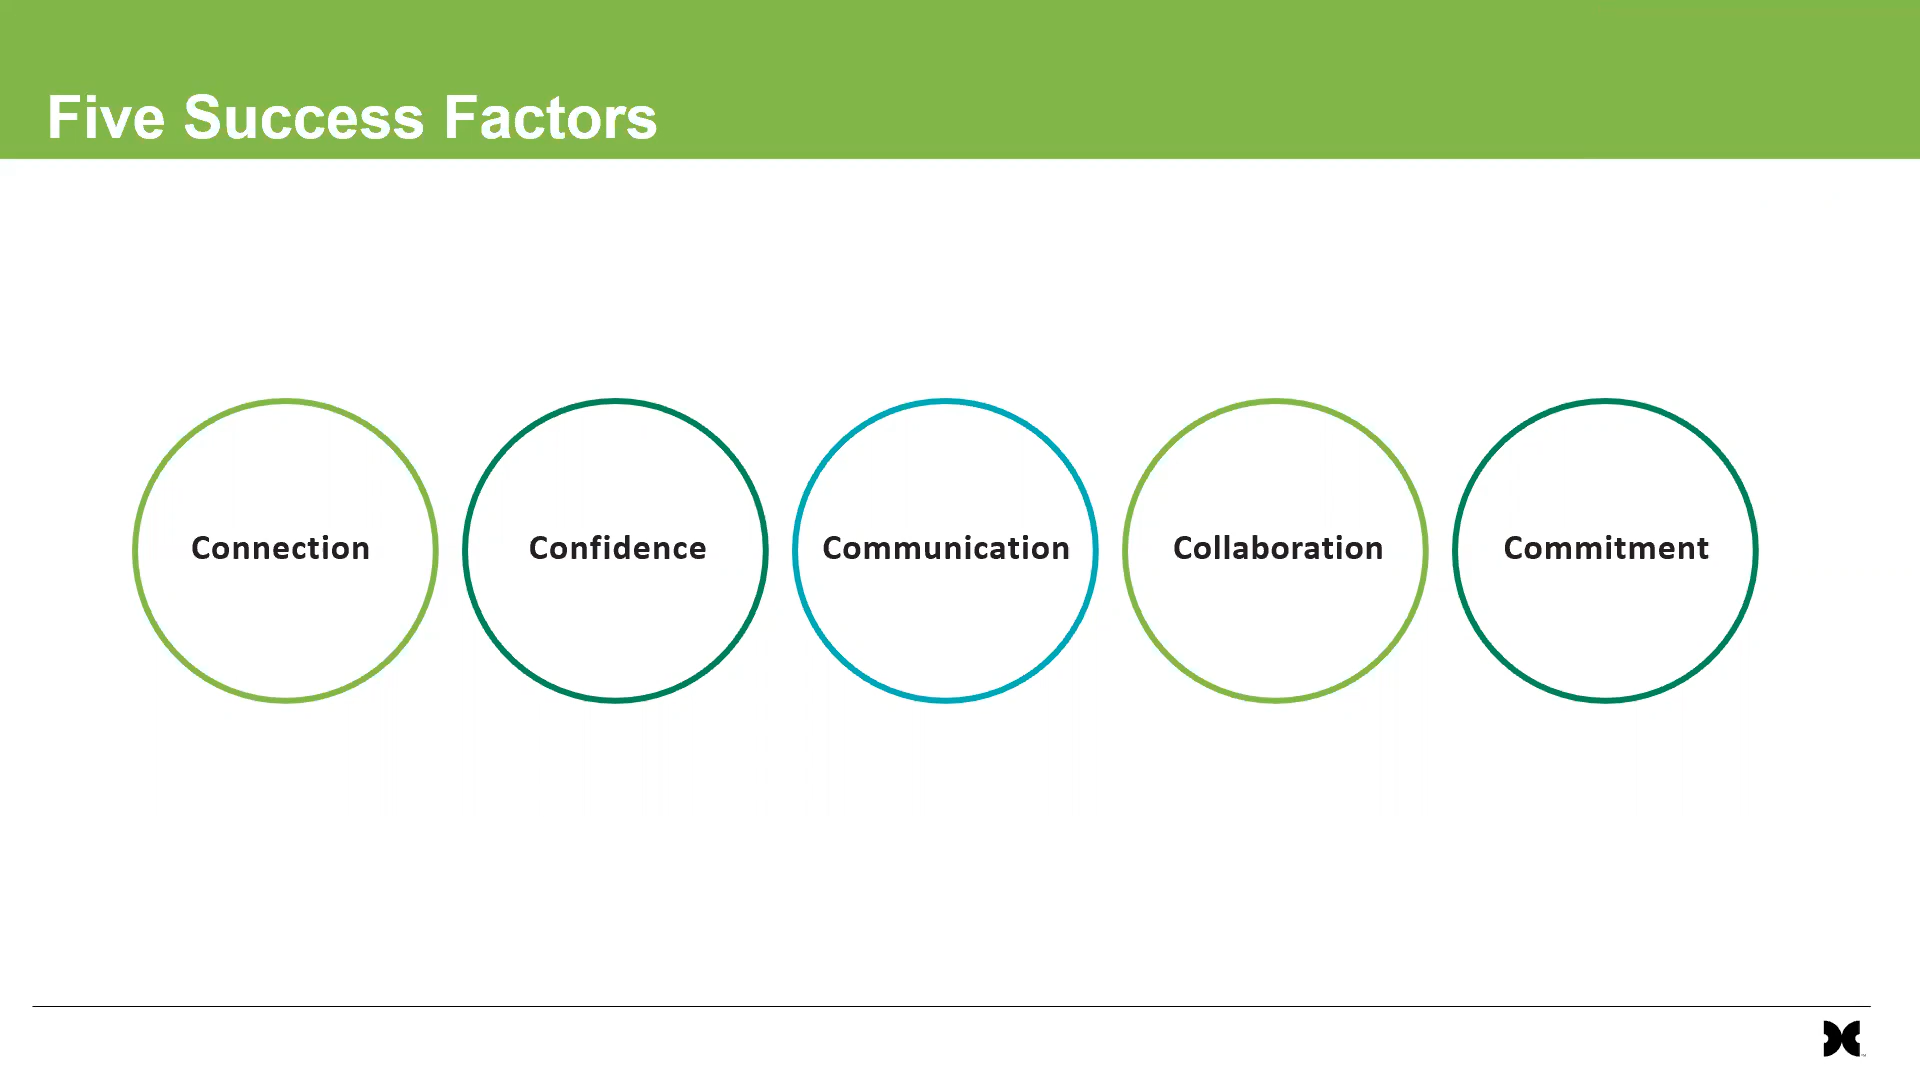 Five Success Factors
Connection
Confidence
Communication
Collaboration
Commitment